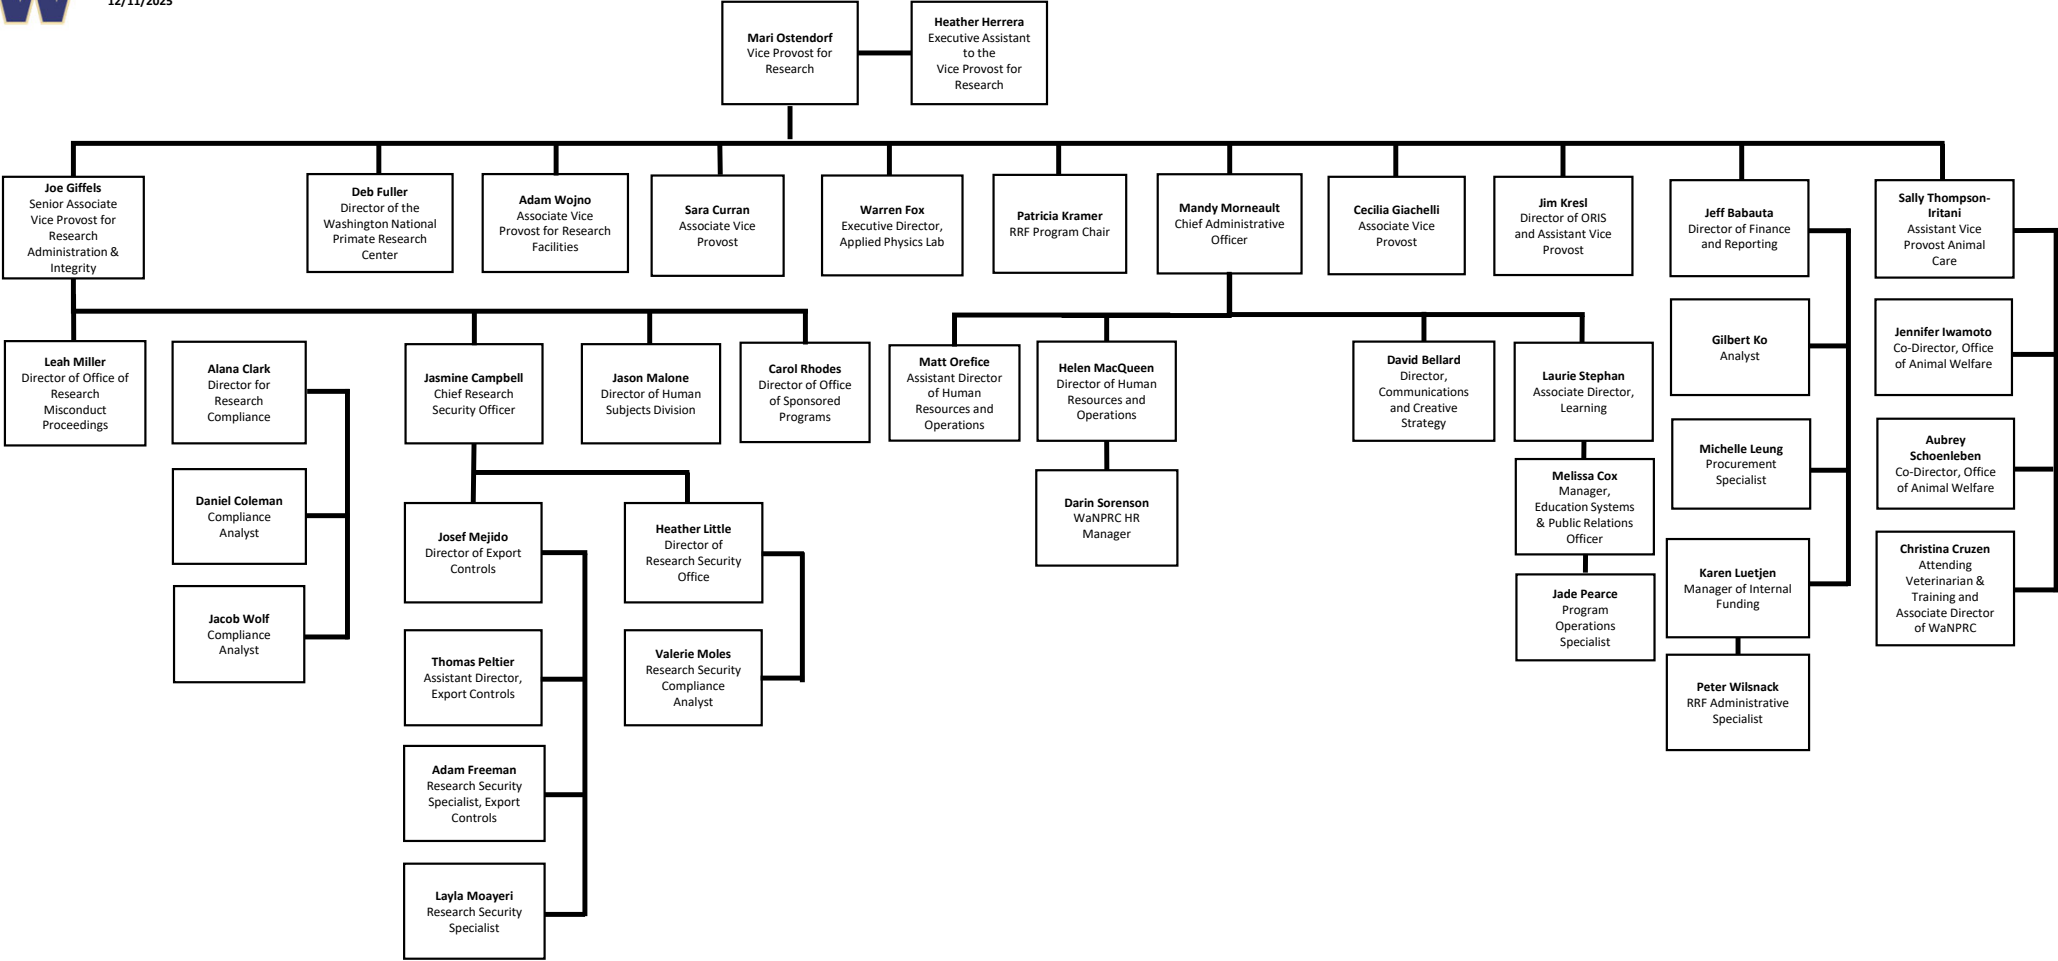 12/11/2025
Mari Ostendorf
Vice Provost for
Research
Heather Herrera
Executive Assistant
to the
Vice Provost for
Research
Joe Giffels
Senior Associate
Vice Provost for
Research
Administration &
Integrity
Deb Fuller
Director of the
Washington National
Primate Research
Center
Adam Wojno
Associate Vice
Provost for Research
Facilities
Sara Curran
Associate Vice
Provost
Warren Fox
Executive Director,
Applied Physics Lab
Patricia Kramer
RRF Program Chair
Mandy Morneault
Chief Administrative
Officer
Cecilia Giachelli
Associate Vice
Provost
Jim Kresl
Director of ORIS
and Assistant Vice
Provost
Jeff Babauta
Director of Finance
and Reporting
Sally Thompson-
Iritani
Assistant Vice
Provost Animal
Care
Leah Miller
Director of Office of
Research
Misconduct
Proceedings
Alana Clark
Director for
Research
Compliance
Daniel Coleman
Compliance
Analyst
Jacob Wolf
Compliance
Analyst
Jasmine Campbell
Chief Research
Security Officer
Jason Malone
Director of Human
Subjects Division
Carol Rhodes
Director of Office
of Sponsored
Programs
Josef Mejido
Director of Export
Controls
Thomas Peltier
Assistant Director,
Export Controls
Adam Freeman
Research Security
Specialist, Export
Controls
Layla Moayeri
Research Security
Specialist
Heather Little
Director of
Research Security
Office
Valerie Moles
Research Security
Compliance
Analyst
Matt Orefice
Assistant Director
of Human
Resources and
Operations
Helen MacQueen
Director of Human
Resources and
Operations
Darin Sorenson
WaNPRC HR
Manager
David Bellard
Director,
Communications
and Creative
Strategy
Laurie Stephan
Associate Director,
Learning
Melissa Cox
Manager,
Education Systems
& Public Relations
Officer
Jade Pearce
Program
Operations
Specialist
Gilbert Ko
Analyst
Michelle Leung
Procurement
Specialist
Karen Luetjen
Manager of Internal
Funding
Peter Wilsnack
RRF Administrative
Specialist
Jennifer Iwamoto
Co-Director, Office
of Animal Welfare
Aubrey
Schoenleben
Co-Director, Office
of Animal Welfare
Christina Cruzen
Attending
Veterinarian &
Training and
Associate Director
of WaNPRC